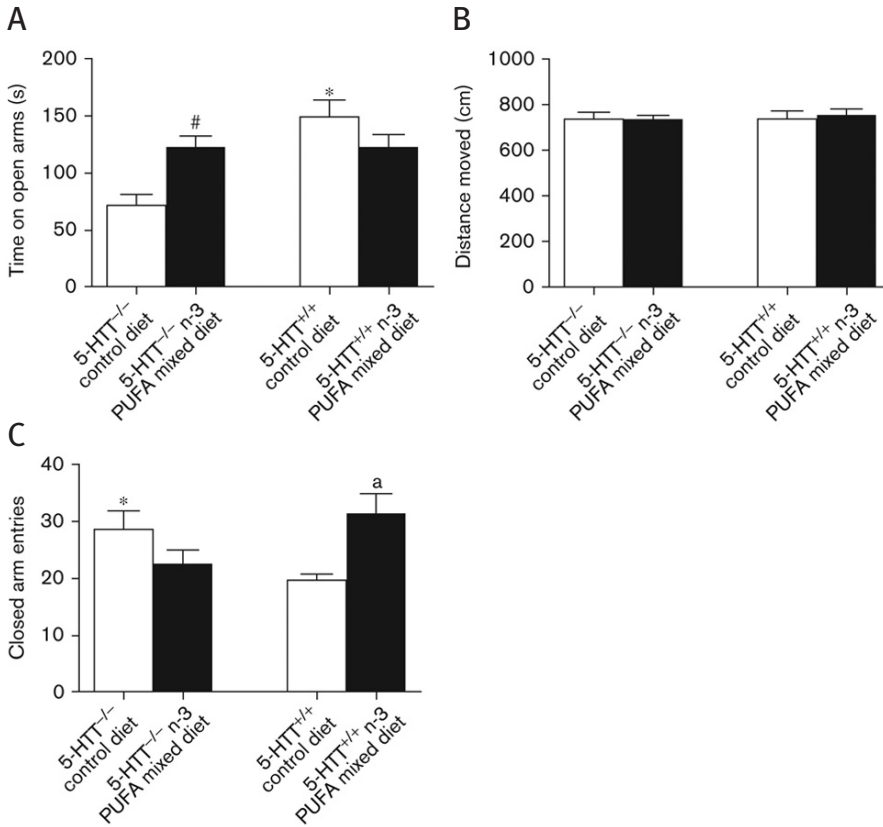 A
Time on open arms (s)
200
150
100
50
0
#
*
5-HTT⁻/⁻
control diet
5-HTT⁻/⁻ n-3
PUFA mixed diet
5-HTT⁺/⁺
control diet
5-HTT⁺/⁺ n-3
PUFA mixed diet
B
Distance moved (cm)
1000
800
600
400
200
0
5-HTT⁻/⁻
control diet
5-HTT⁻/⁻ n-3
PUFA mixed diet
5-HTT⁺/⁺
control diet
5-HTT⁺/⁺ n-3
PUFA mixed diet
C
Closed arm entries
40
30
20
10
0
*
a
5-HTT⁻/⁻
control diet
5-HTT⁻/⁻ n-3
PUFA mixed diet
5-HTT⁺/⁺
control diet
5-HTT⁺/⁺ n-3
PUFA mixed diet